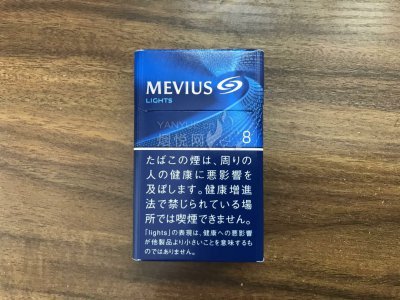 MEVIUS
LIGHTS
YANYUE
烟悦网
8
たばこの煙は、周りの
人の健康に悪影響を
及ぼします。健康増進
法で禁じられている場
所では喫煙できません。
「lights」の表現は、健康への悪影響
が他製品より小さいことを意味するも
のではありません。